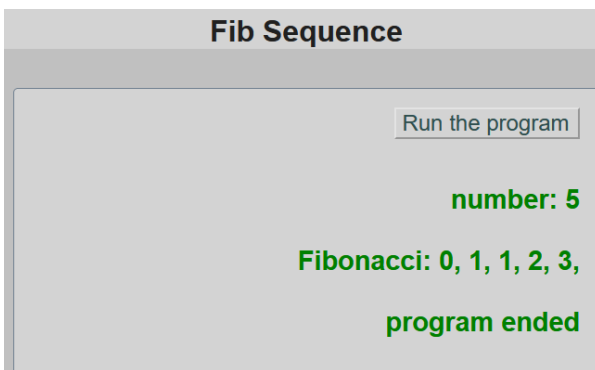 Fib Sequence
Run the program
number: 5
Fibonacci: 0, 1, 1, 2, 3,
program ended